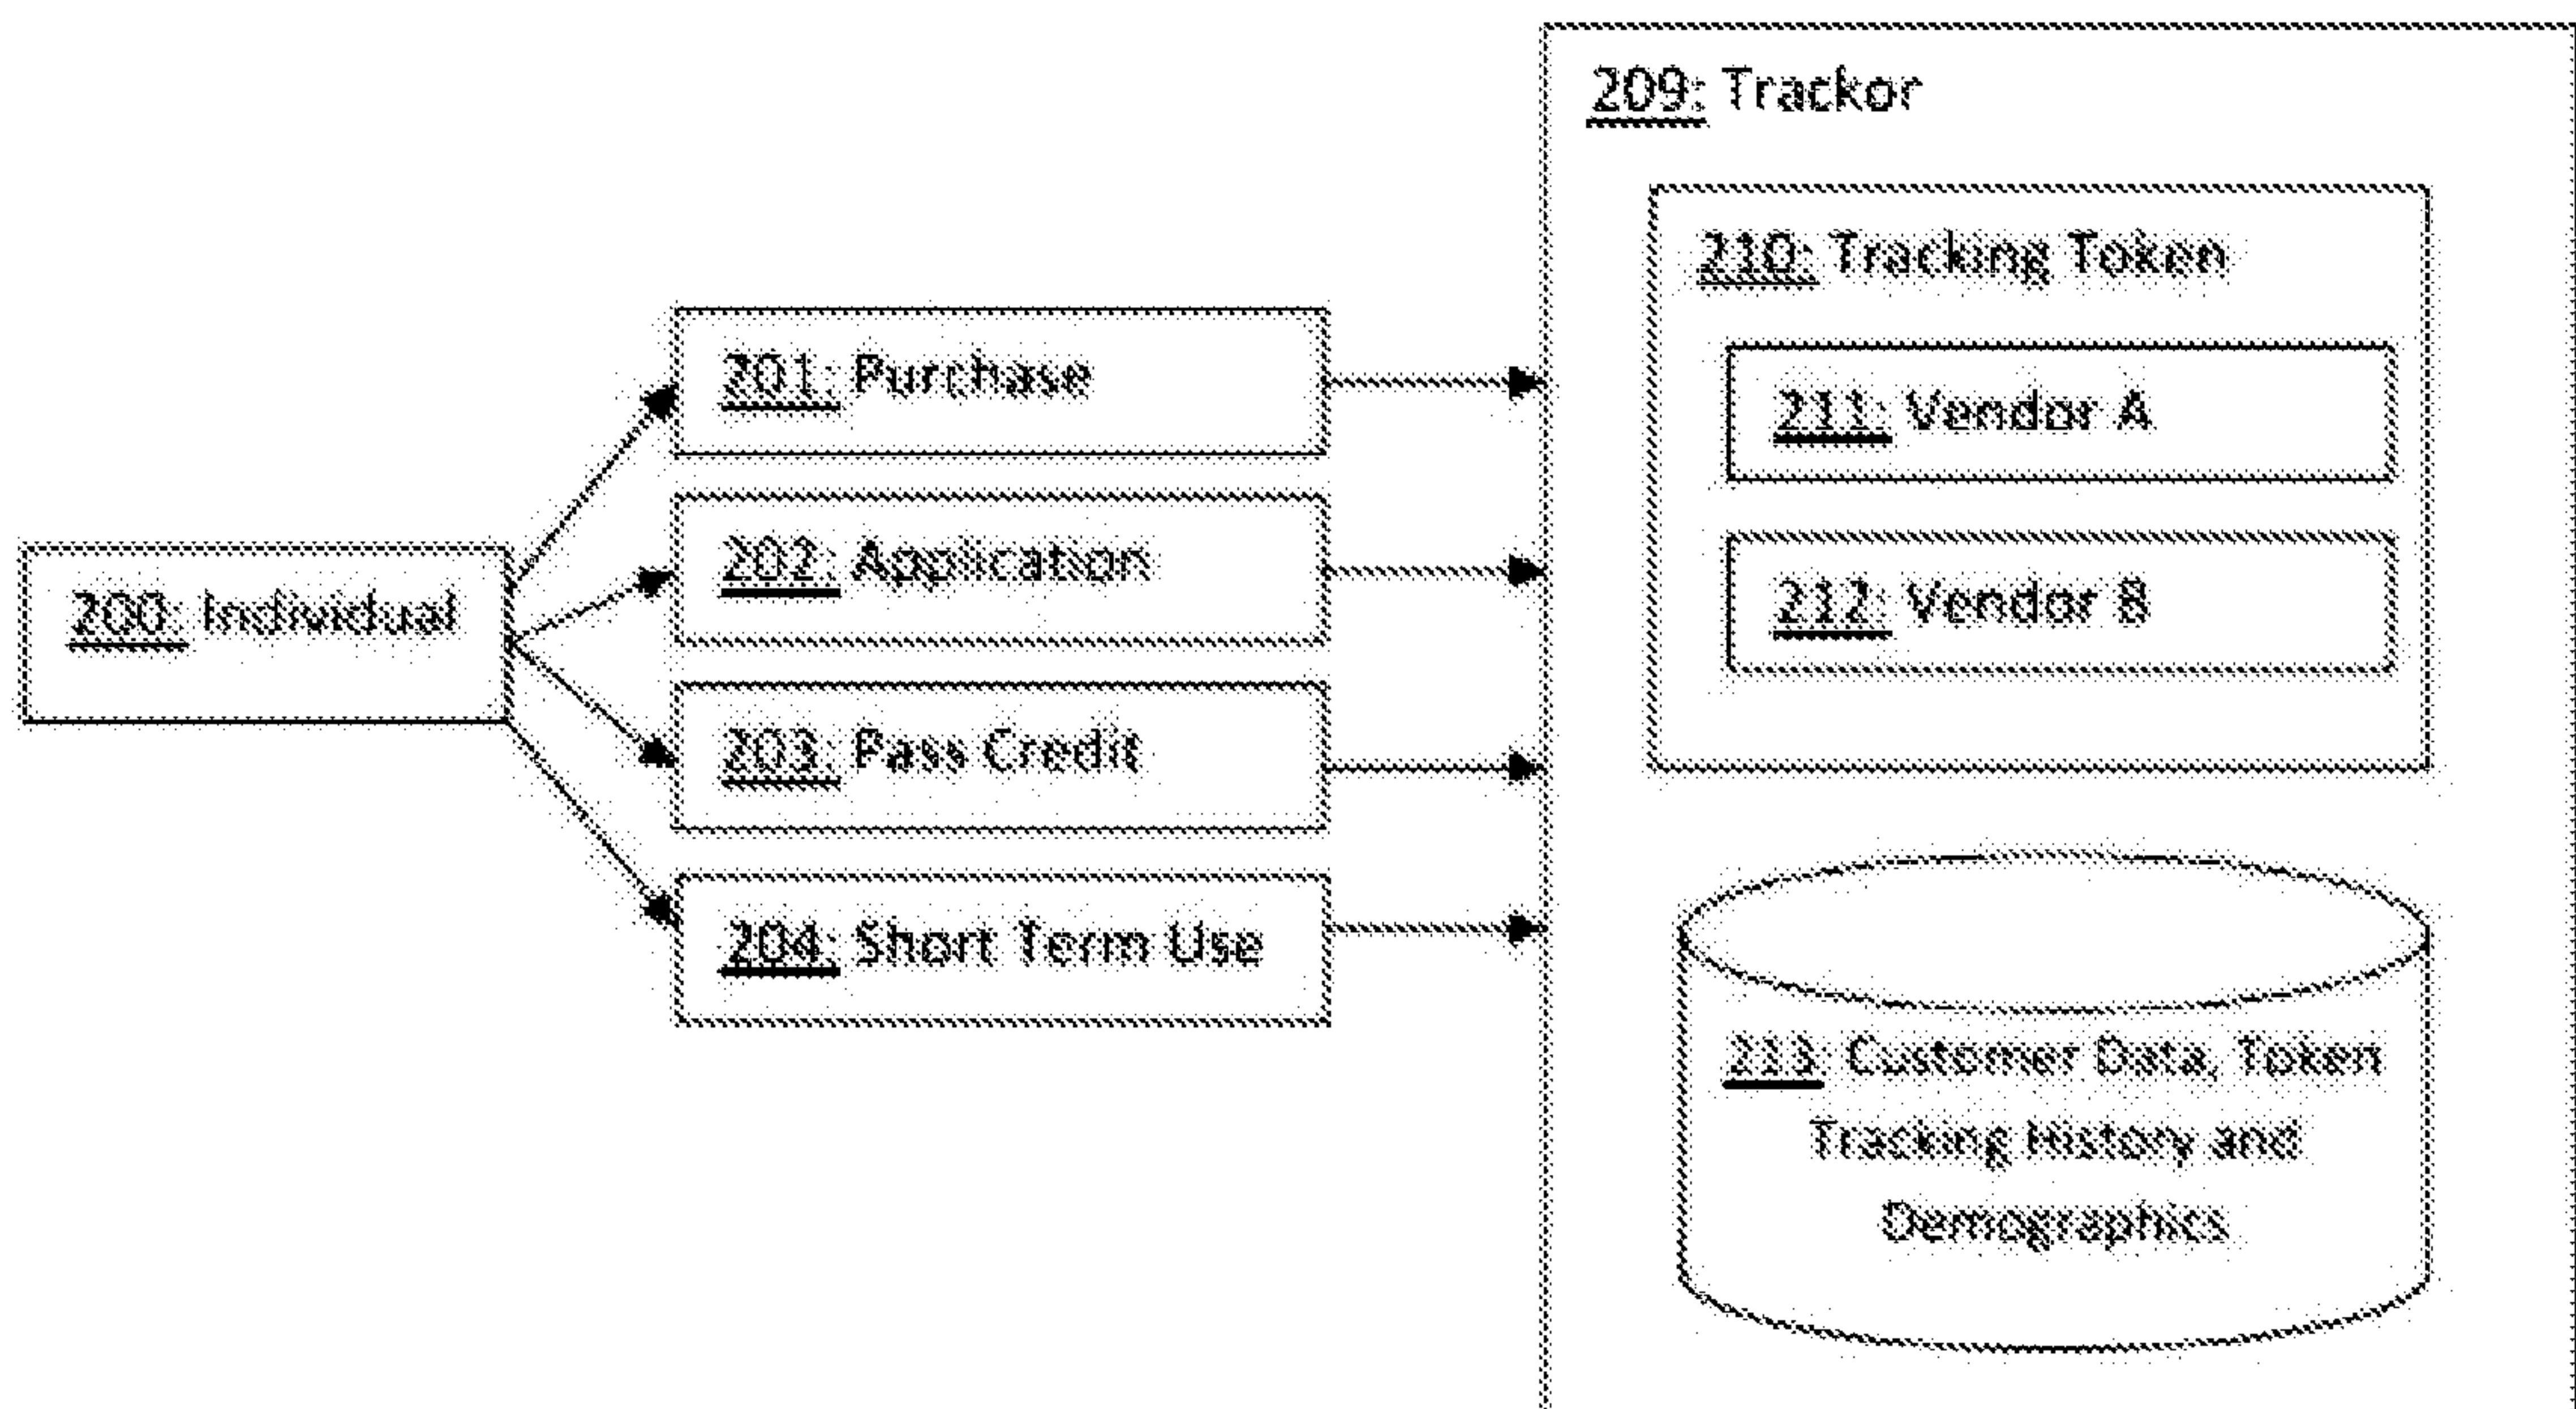 200: Individual
201: Purchase
202: Application
203: Pass Credit
204: Short Term Use
209: Trackor
210: Tracking Token
211: Vendor A
212: Vendor B
213: Customer Data, Token
Tracking History and
Demographics